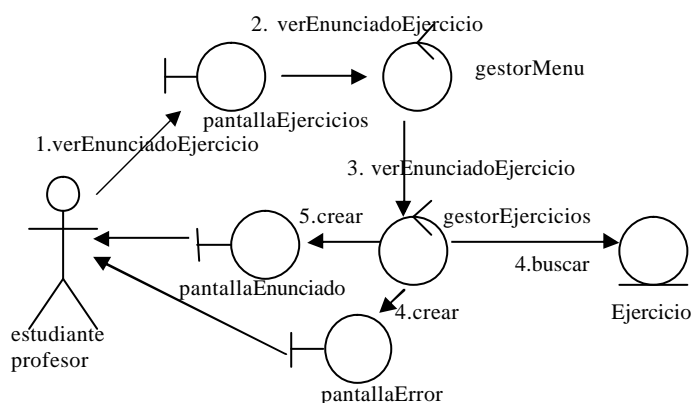 2. verEnunciadoEjercicio
gestorMenu
pantallaEjercicios
1.verEnunciadoEjercicio
3. verEnunciadoEjercicio
5.crear
gestorEjercicios
4.buscar
pantallaEnunciado
4.crear
Ejercicio
estudiante
profesor
pantallaError